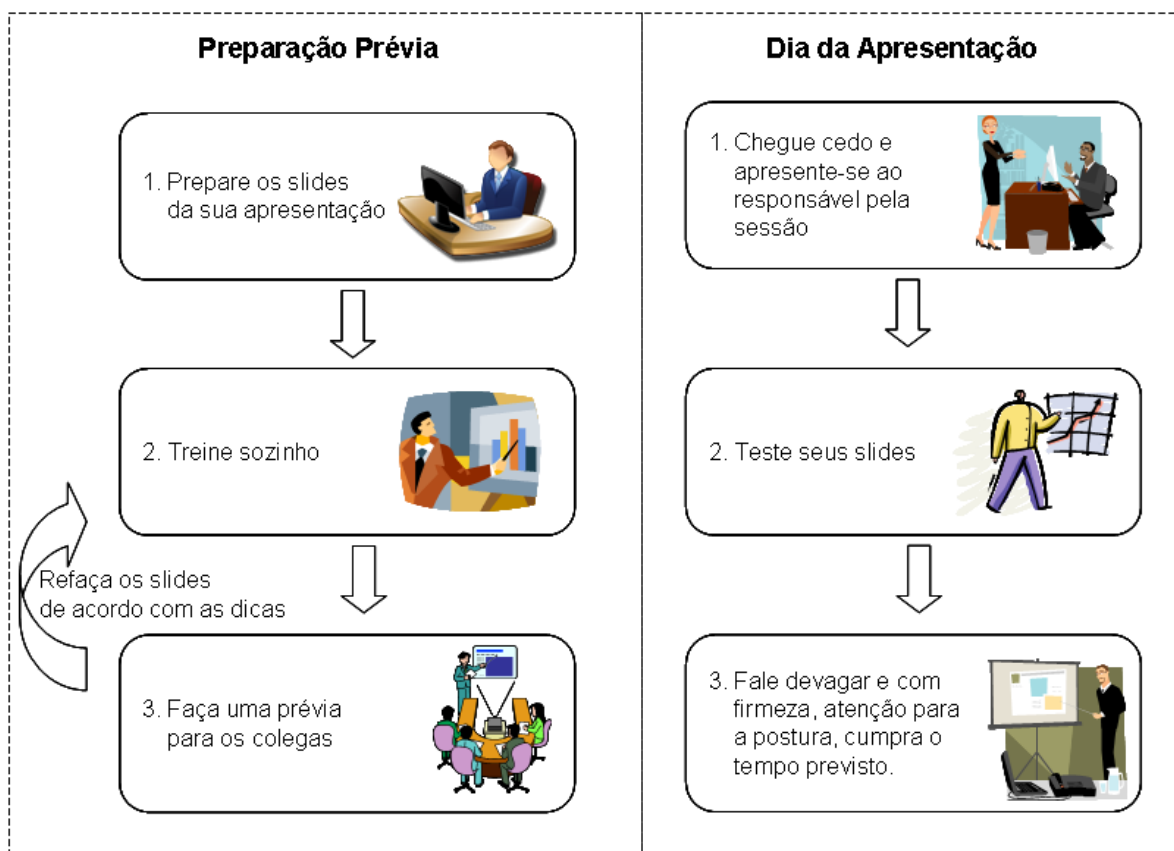 Preparação Prévia
1. Prepare os slides
da sua apresentação
2. Treine sozinho
Refaça os slides
de acordo com as dicas
3. Faça uma prévia
para os colegas
Dia da Apresentação
1. Chegue cedo e
apresente-se ao
responsável pela
sessão
2. Teste seus slides
3. Fale devagar e com
firmeza, atenção para
a postura, cumpra o
tempo previsto.